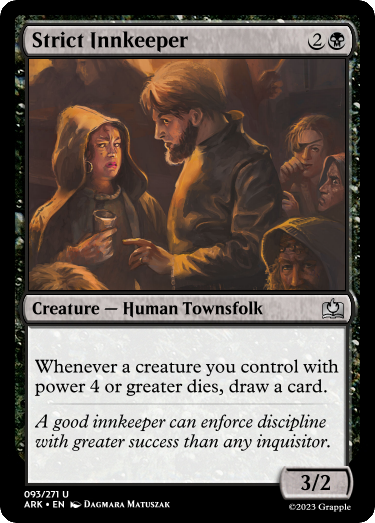 Strict Innkeeper 2
Creature — Human Townsfolk
Whenever a creature you control with
power 4 or greater dies, draw a card.
A good innkeeper can enforce discipline
with greater success than any inquisitor.
3/2
093/271 U
ARK • EN Dagmara Matuszak
©2023 Grapple